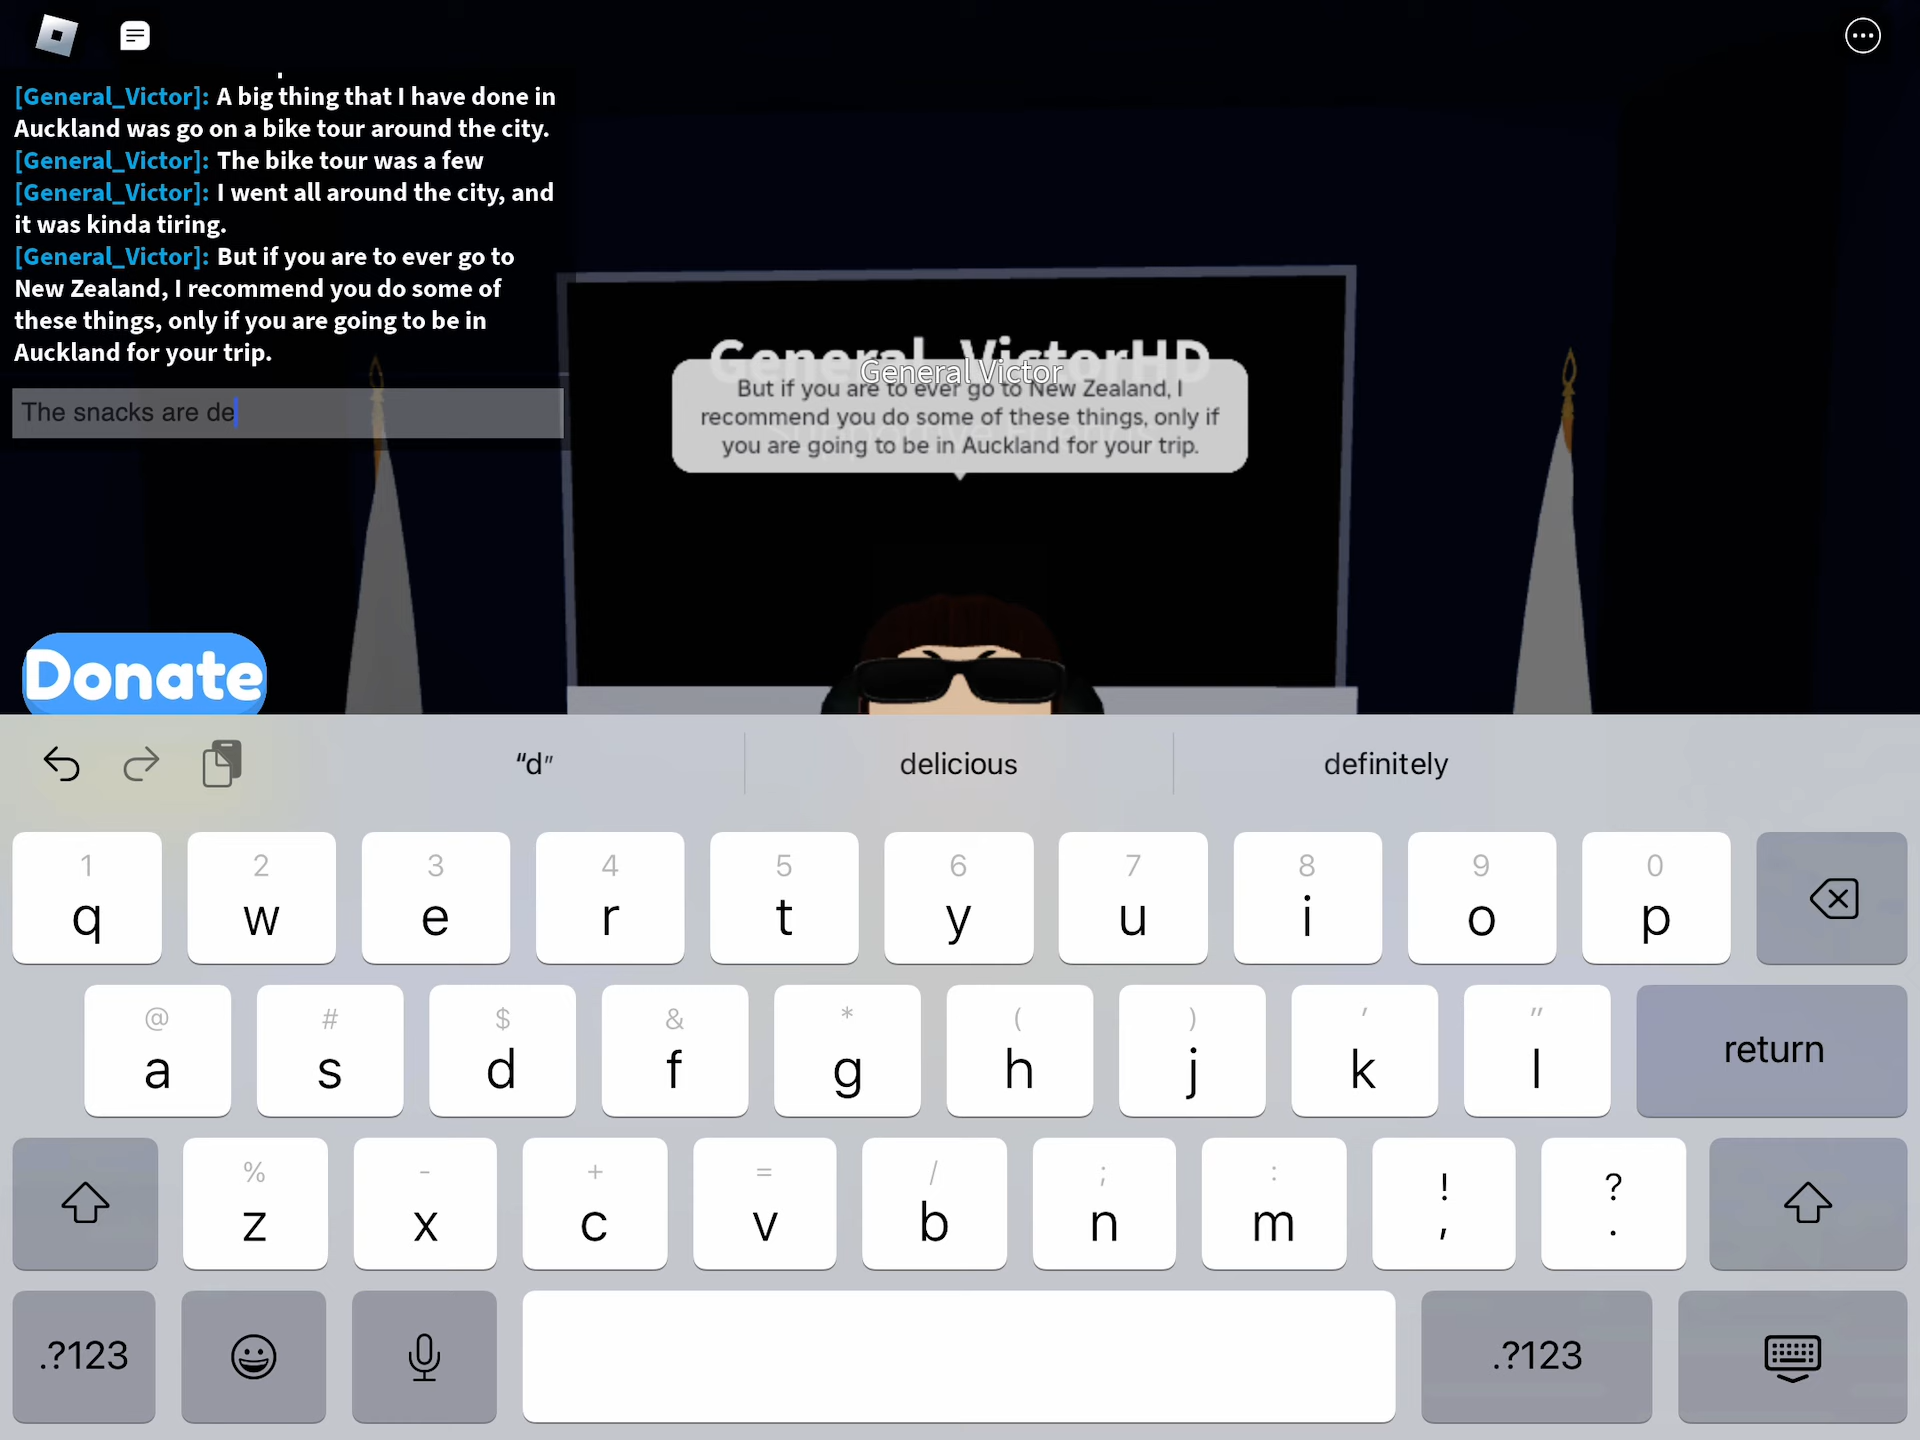 [General_Victor]: A big thing that I have done in
Auckland was go on a bike tour around the city.
[General_Victor]: The bike tour was a few
[General_Victor]: I went all around the city, and
it was kinda tiring.
[General_Victor]: But if you are to ever go to
New Zealand, I recommend you do some of
these things, only if you are going to be in
Auckland for your trip.
The snacks are de
General_VictorHD
General Victor
But if you are to ever go to New Zealand, I
recommend you do some of these things, only if
you are going to be in Auckland for your trip.
Donate
“d” delicious definitely
1 2 3 4 5 6 7 8 9 0
q w e r t y u i o p
@ # $ & * ( ) ' "
a s d f g h j k l return
% - + = / ; : ! ?
z x c v b n m , .
.?123 .?123